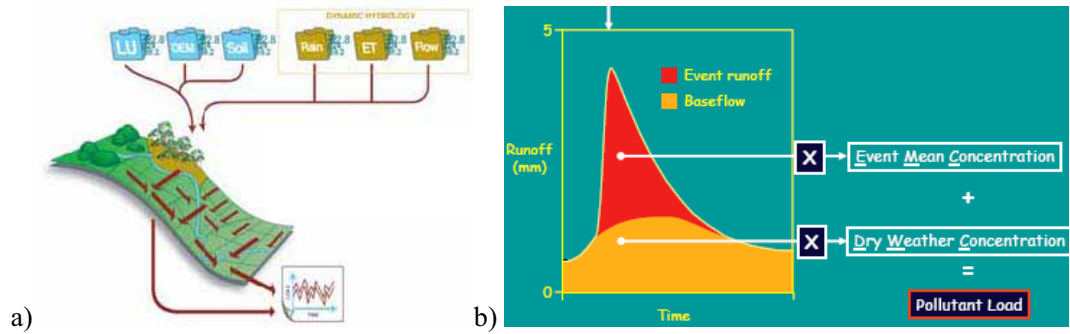 DYNAMIC HYDROLOGY
LU
DEM
Soil
Rain
ET
Flow
TIME
a)
5
Event runoff
Baseflow
Runoff
(mm)
X
Event Mean Concentration
+
X
Dry Weather Concentration
=
0
Pollutant Load
Time
b)